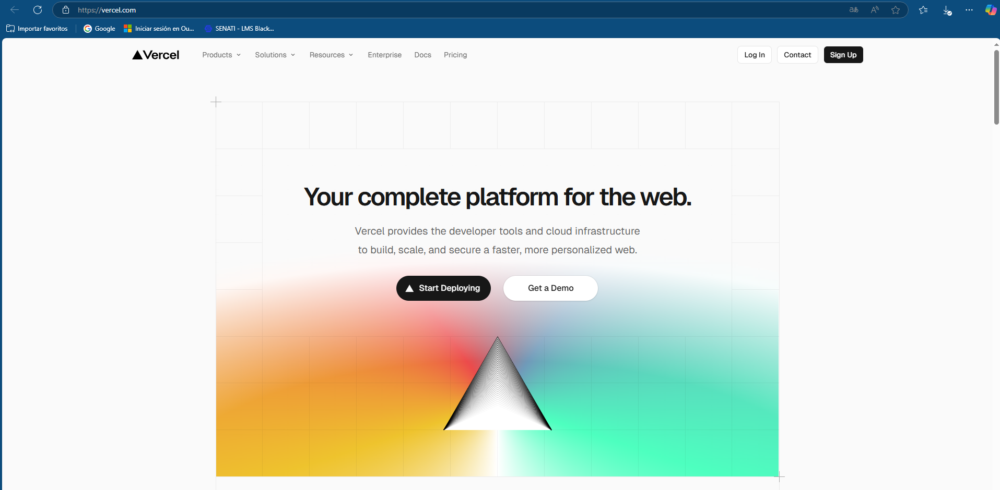 https://vercel.com
Importar favoritos
Google
Iniciar sesión en Ou...
SENATI - LMS Black...
Vercel
Products
Solutions
Resources
Enterprise
Docs
Pricing
Log In
Contact
Sign Up
Your complete platform for the web.
Vercel provides the developer tools and cloud infrastructure
to build, scale, and secure a faster, more personalized web.
Start Deploying
Get a Demo